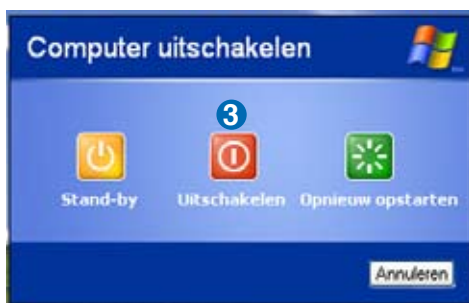 Computer uitschakelen
3
Stand-by Uitschakelen Opnieuw opstarten
Annuleren